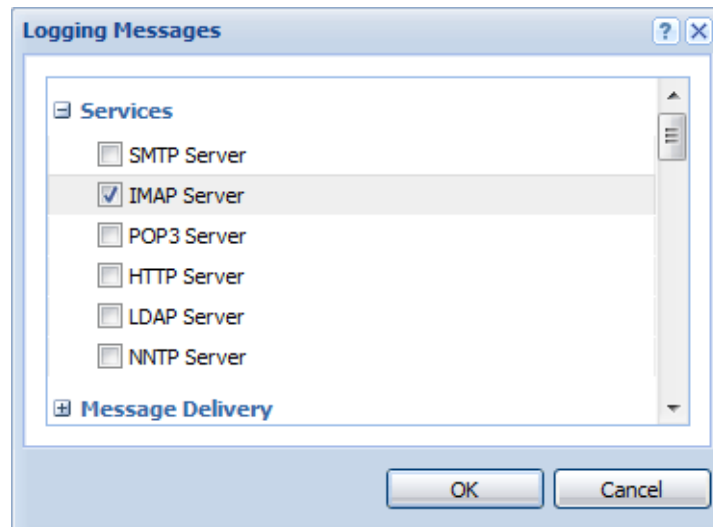 Logging Messages
Services
SMTP Server
IMAP Server
POP3 Server
HTTP Server
LDAP Server
NNTP Server
Message Delivery
OK Cancel